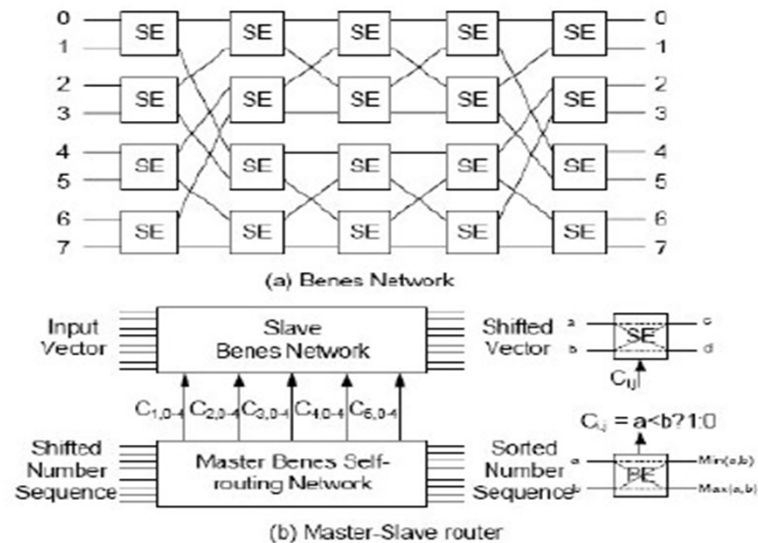 0 SE SE SE SE SE 0
1 1
2 SE SE SE SE SE 2
3 3
4 SE SE SE SE SE 4
5 5
6 SE SE SE SE SE 6
7 7
(a) Benes Network
Input Vector
Slave Benes Network
Shifted Vector
a SE c
b d
Ci,j
C1,0-4 C2,0-4 C3,0-4 C4,0-4 C5,0-4
Ci,j = a<b?1:0
Shifted Number Sequence
Master Benes Self-routing Network
Sorted Number Sequence
a PE Min(a,b)
b Max(a,b)
(b) Master-Slave router